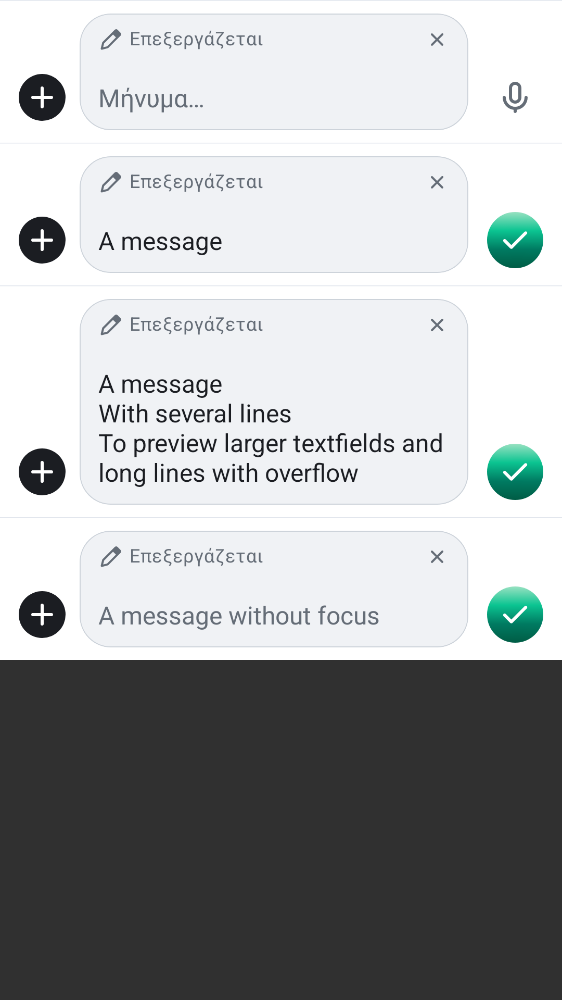 Επεξεργάζεται
Μήνυμα…
Επεξεργάζεται
A message
Επεξεργάζεται
A message
With several lines
To preview larger textfields and
long lines with overflow
Επεξεργάζεται
A message without focus